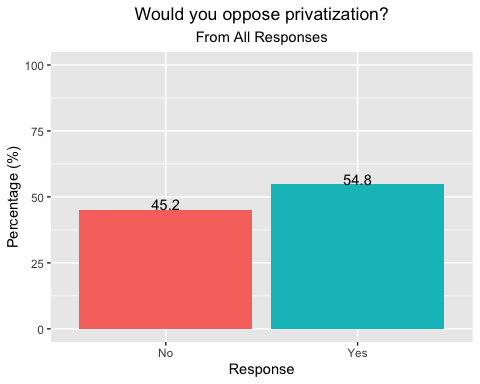 Would you oppose privatization?
From All Responses
Percentage (%)
100
75
50
25
0
45.2
54.8
No
Yes
Response